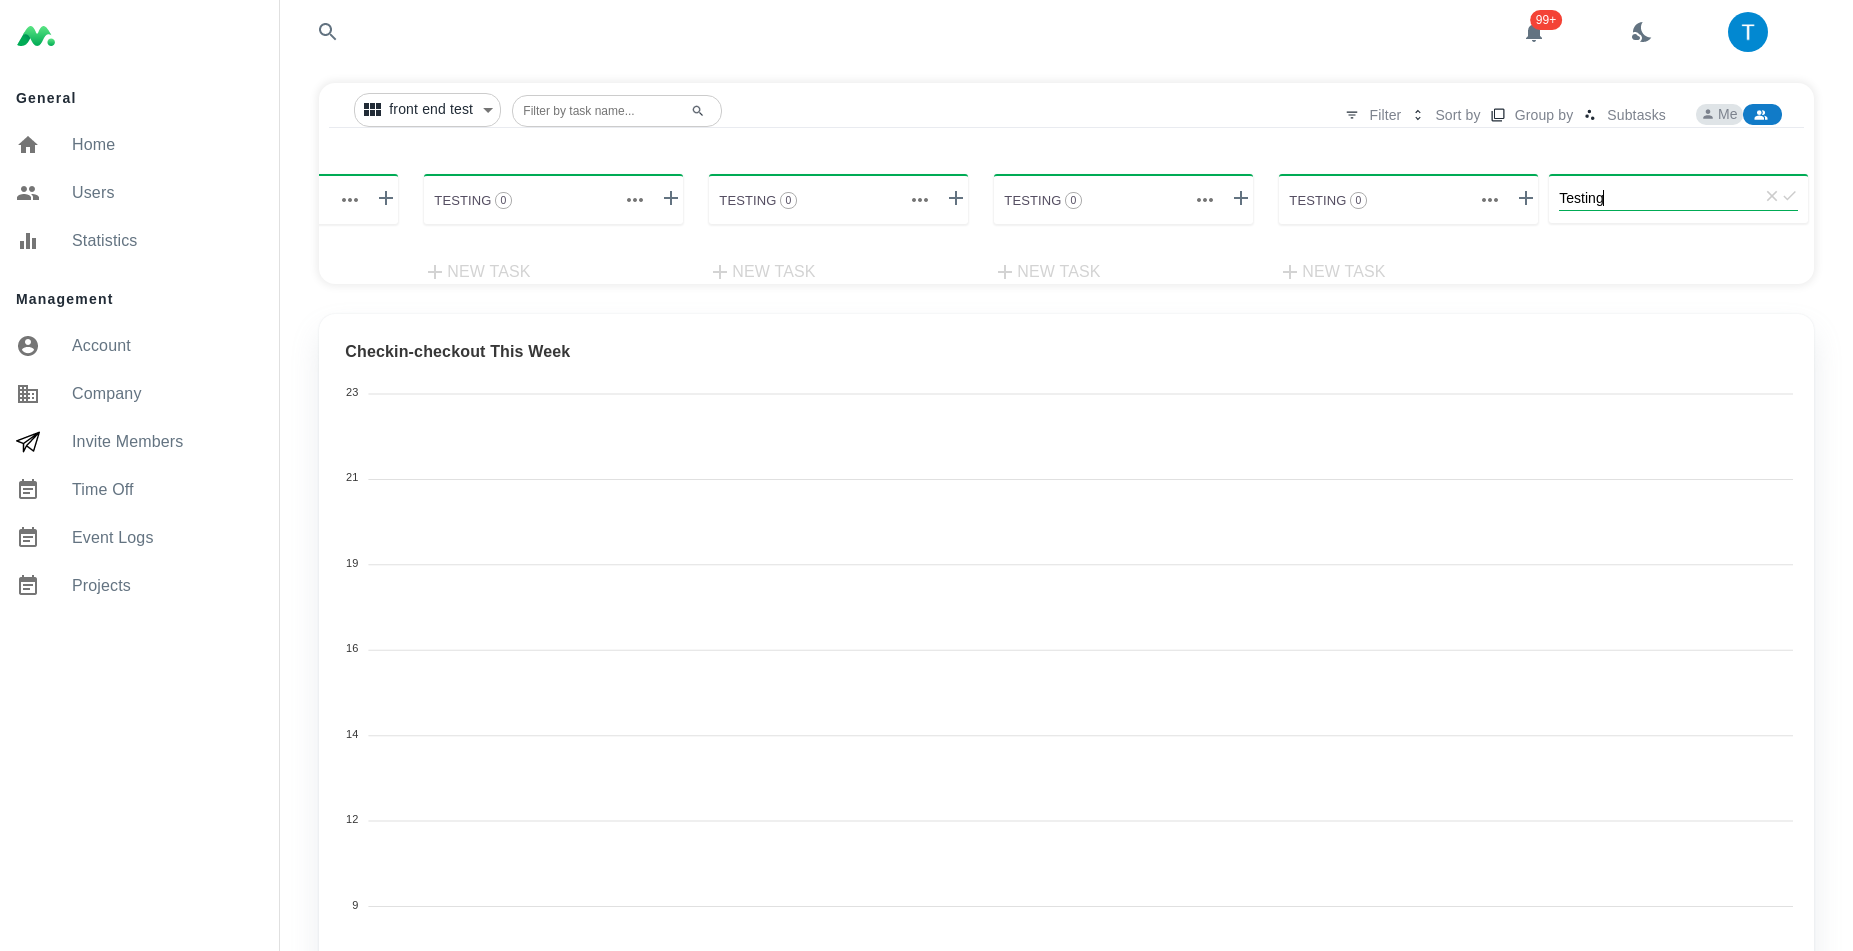 99+
T
General
Home
Users
Statistics
Management
Account
Company
Invite Members
Time Off
Event Logs
Projects
front end test
Filter by task name...
Filter
Sort by
Group by
Subtasks
Me
TESTING 0
TESTING 0
TESTING 0
TESTING 0
Testing
NEW TASK
NEW TASK
NEW TASK
NEW TASK
Checkin-checkout This Week
23
21
19
16
14
12
9